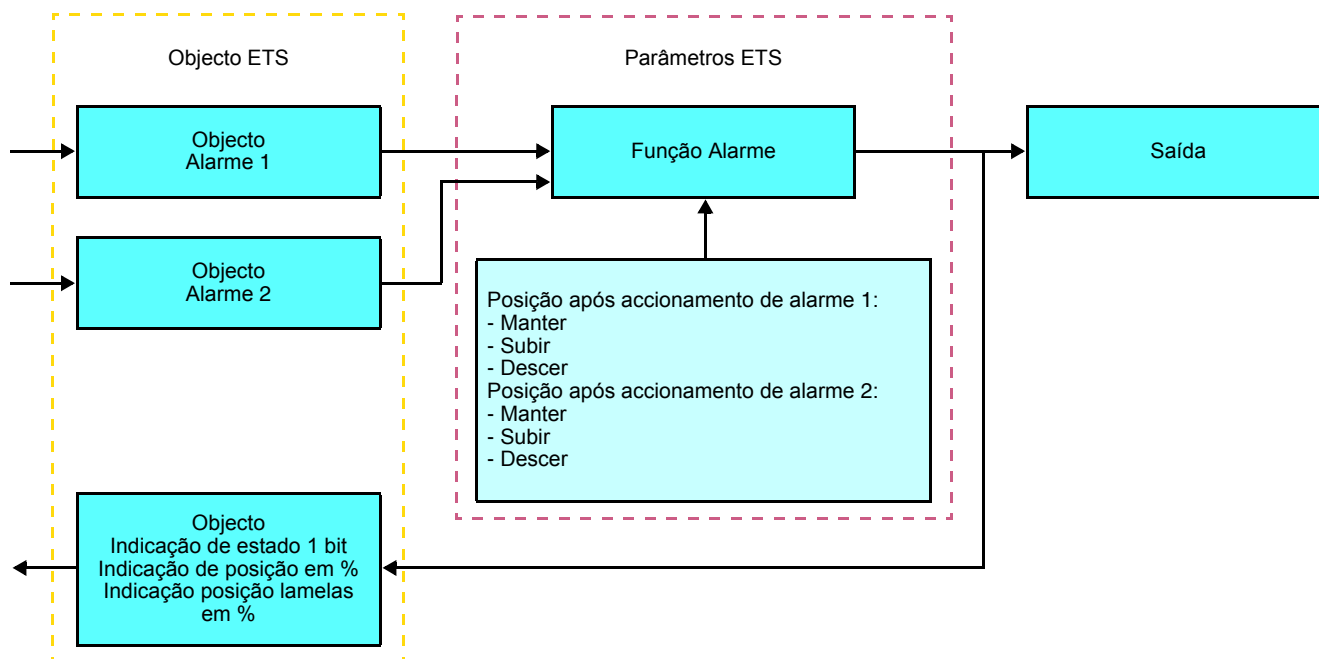 Objecto ETS
Parâmetros ETS
Objecto
Alarme 1
Função Alarme
Saída
Objecto
Alarme 2
Posição após accionamento de alarme 1:
- Manter
- Subir
- Descer
Posição após accionamento de alarme 2:
- Manter
- Subir
- Descer
Objecto
Indicação de estado 1 bit
Indicação de posição em %
Indicação posição lamelas
em %